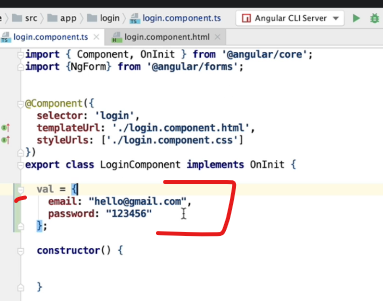 src app login login.component.ts Angular CLI Server
login.component.ts × login.component.html ×
import { Component, OnInit } from '@angular/core';
import {NgForm} from '@angular/forms';
@Component({
selector: 'login',
templateUrl: './login.component.html',
styleUrls: ['./login.component.css']
})
export class LoginComponent implements OnInit {
val = {
email: "hello@gmail.com",
password: "123456"
};
constructor() {
}